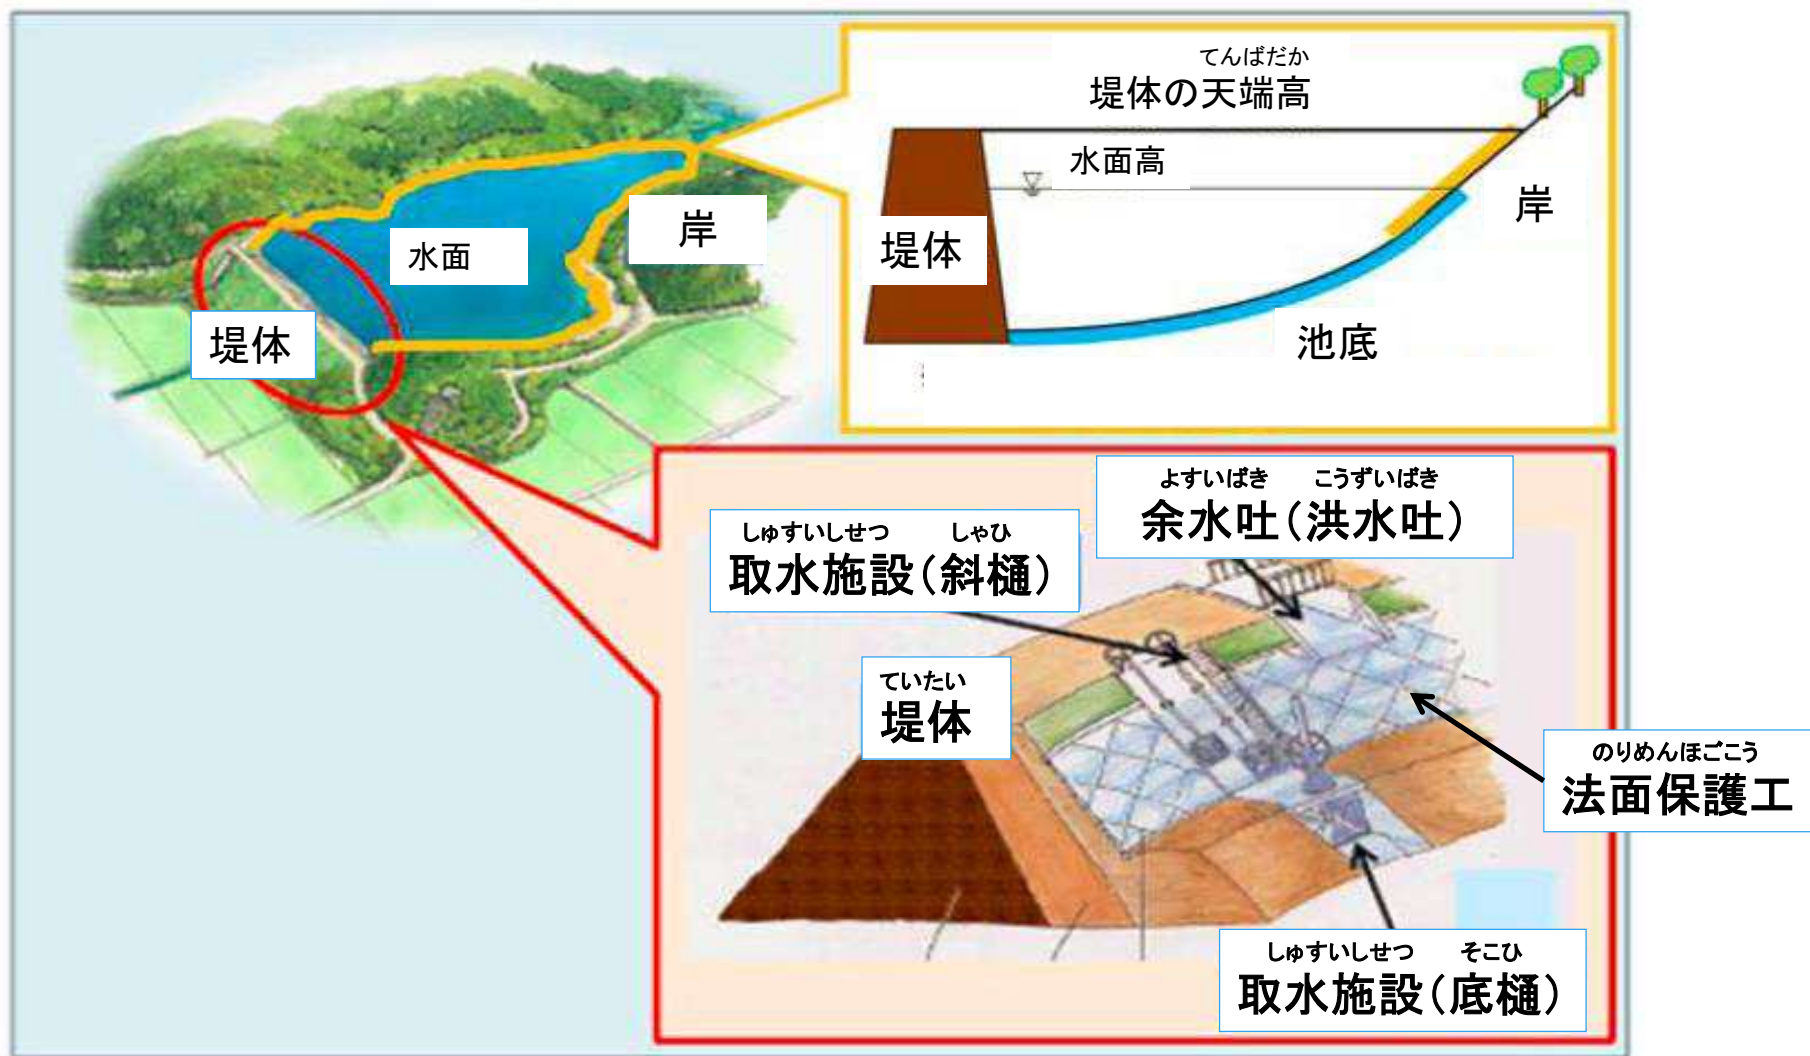 てんばだか
堤体の天端高
水面高
堤体
岸
池底
水面
岸
堤体
よすいばき こうずいばき
余水吐(洪水吐)
しゅすいしせつ しゃひ
取水施設(斜樋)
ていたい
堤体
のりめんほごこう
法面保護工
しゅすいしせつ そこひ
取水施設(底樋)